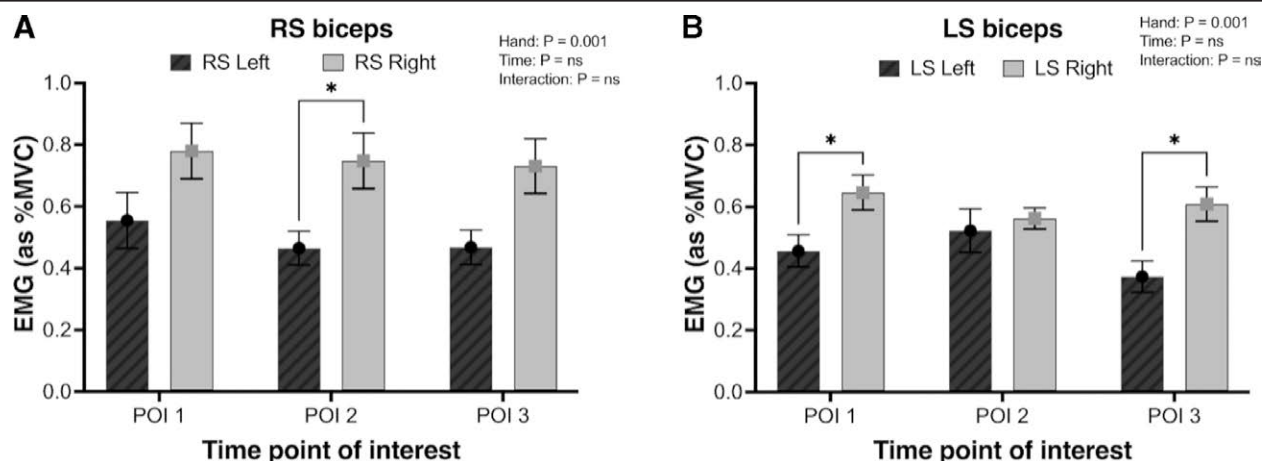 A
RS biceps
Hand: P = 0.001
Time: P = ns
Interaction: P = ns
RS Left
RS Right
EMG (as %MVC)
1.0
0.8
0.6
0.4
0.2
0.0
*
POI 1
POI 2
POI 3
Time point of interest
B
LS biceps
Hand: P = 0.001
Time: P = ns
Interaction: P = ns
LS Left
LS Right
EMG (as %MVC)
1.0
0.8
0.6
0.4
0.2
0.0
*
*
POI 1
POI 2
POI 3
Time point of interest